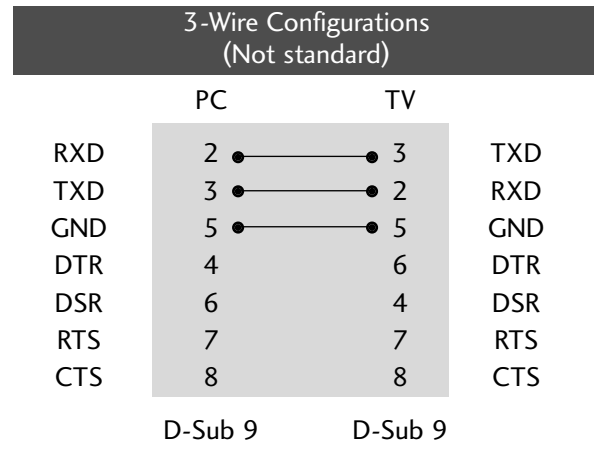 3-Wire Configurations
(Not standard)
PC TV
RXD 2 3 TXD
TXD 3 2 RXD
GND 5 5 GND
DTR 4 6 DTR
DSR 6 4 DSR
RTS 7 7 RTS
CTS 8 8 CTS
D-Sub 9 D-Sub 9